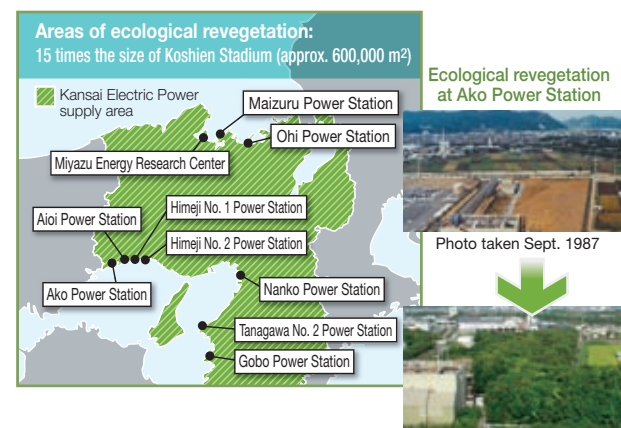 Areas of ecological revegetation:
15 times the size of Koshien Stadium (approx. 600,000 m2)
Kansai Electric Power
supply area
Maizuru Power Station
Ohi Power Station
Miyazu Energy Research Center
Himeji No. 1 Power Station
Aioi Power Station
Himeji No. 2 Power Station
Ako Power Station
Nanko Power Station
Tanagawa No. 2 Power Station
Gobo Power Station
Ecological revegetation
at Ako Power Station
Photo taken Sept. 1987